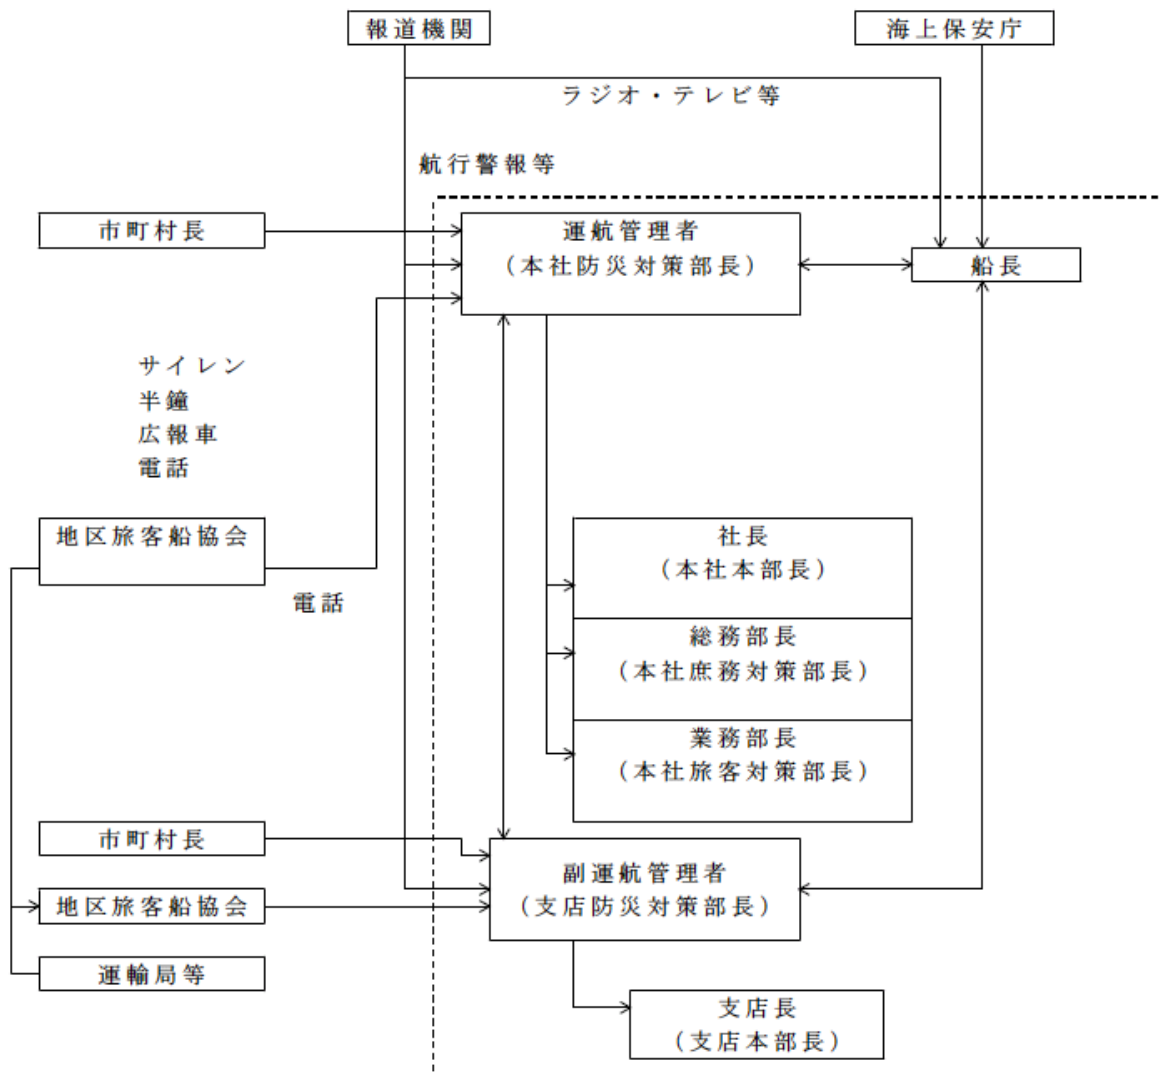 報道機関
海上保安庁
ラジオ・テレビ等
航行警報等
市町村長
運航管理者
（本社防災対策部長）
船長
サイレン
半鐘
広報車
電話
地区旅客船協会
電話
社長
（本社本部長）
総務部長
（本社庶務対策部長）
業務部長
（本社旅客対策部長）
市町村長
副運航管理者
（支店防災対策部長）
地区旅客船協会
運輸局等
支店長
（支店本部長）